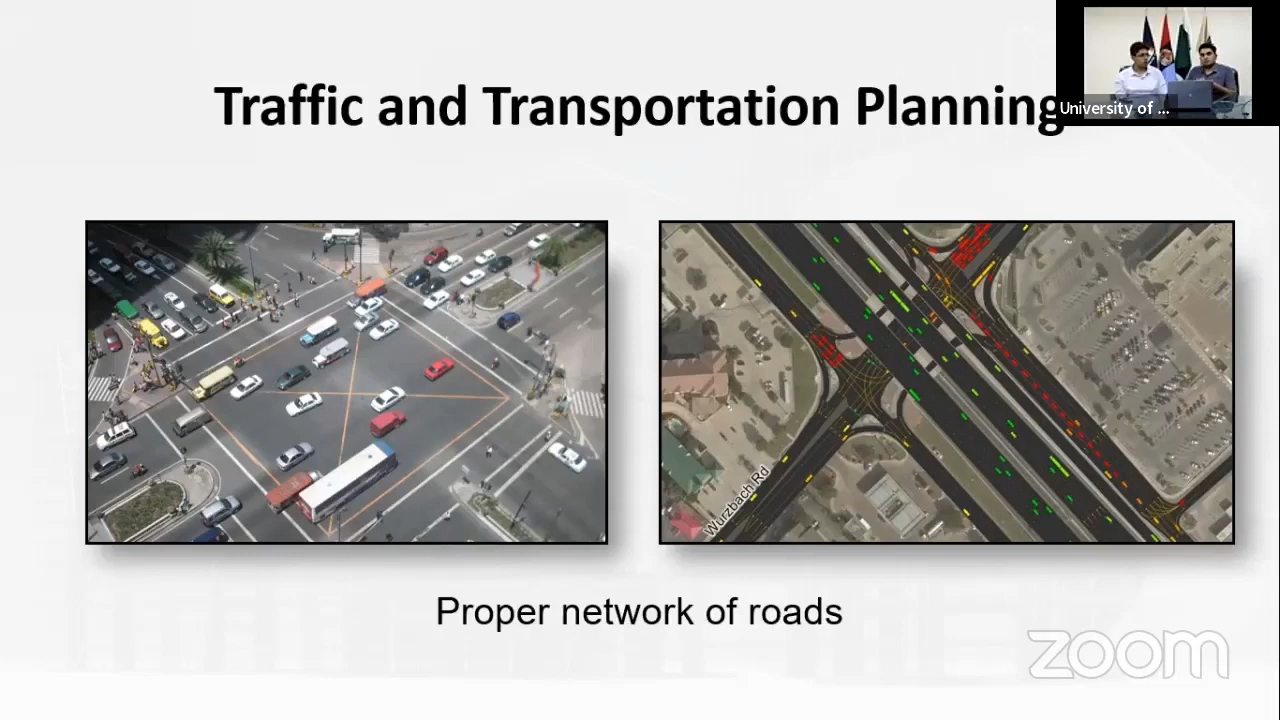 Traffic and Transportation Planning
University of ...
Wurzbach Rd
Proper network of roads
zoom